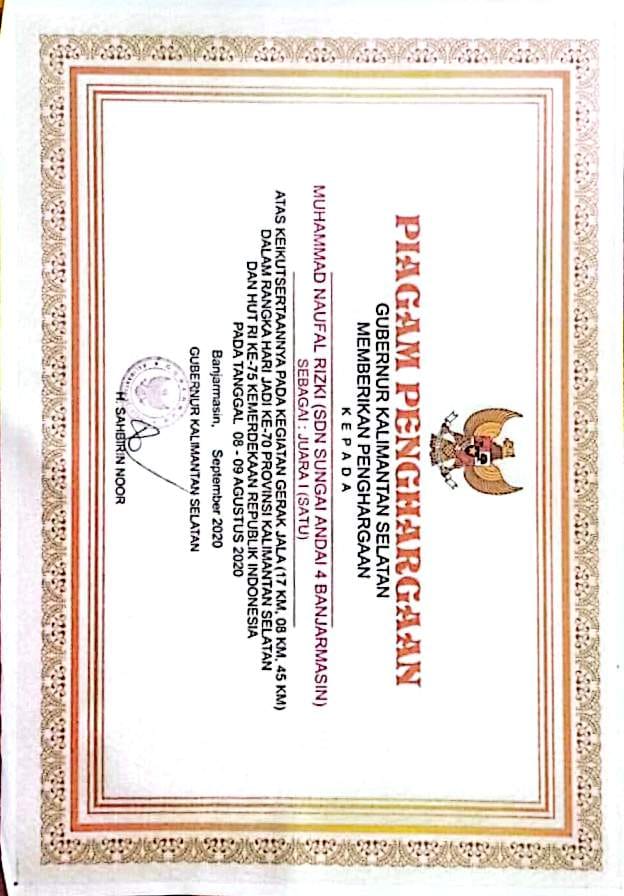 PIAGAM PENGHARGAAN
GUBERNUR KALIMANTAN SELATAN
MEMBERIKAN PENGHARGAAN
KEPADA
MUHAMMAD NAUFAL RIZKI (SDN SUNGAI ANDAI 4 BANJARMASIN)
SEBAGAI : JUARA I (SATU)
ATAS KEIKUTSERTAANNYA PADA KEGIATAN GERAK JALA (17 KM, 08 KM, 45 KM)
DALAM RANGKA HARI JADI KE-70 PROVINSI KALIMANTAN SELATAN
DAN HUT RI KE-75 KEMERDEKAAN REPUBLIK INDONESIA
PADA TANGGAL 08 - 09 AGUSTUS 2020
Banjarmasin, September 2020
GUBERNUR KALIMANTAN SELATAN
H. SAHBIRIN NOOR